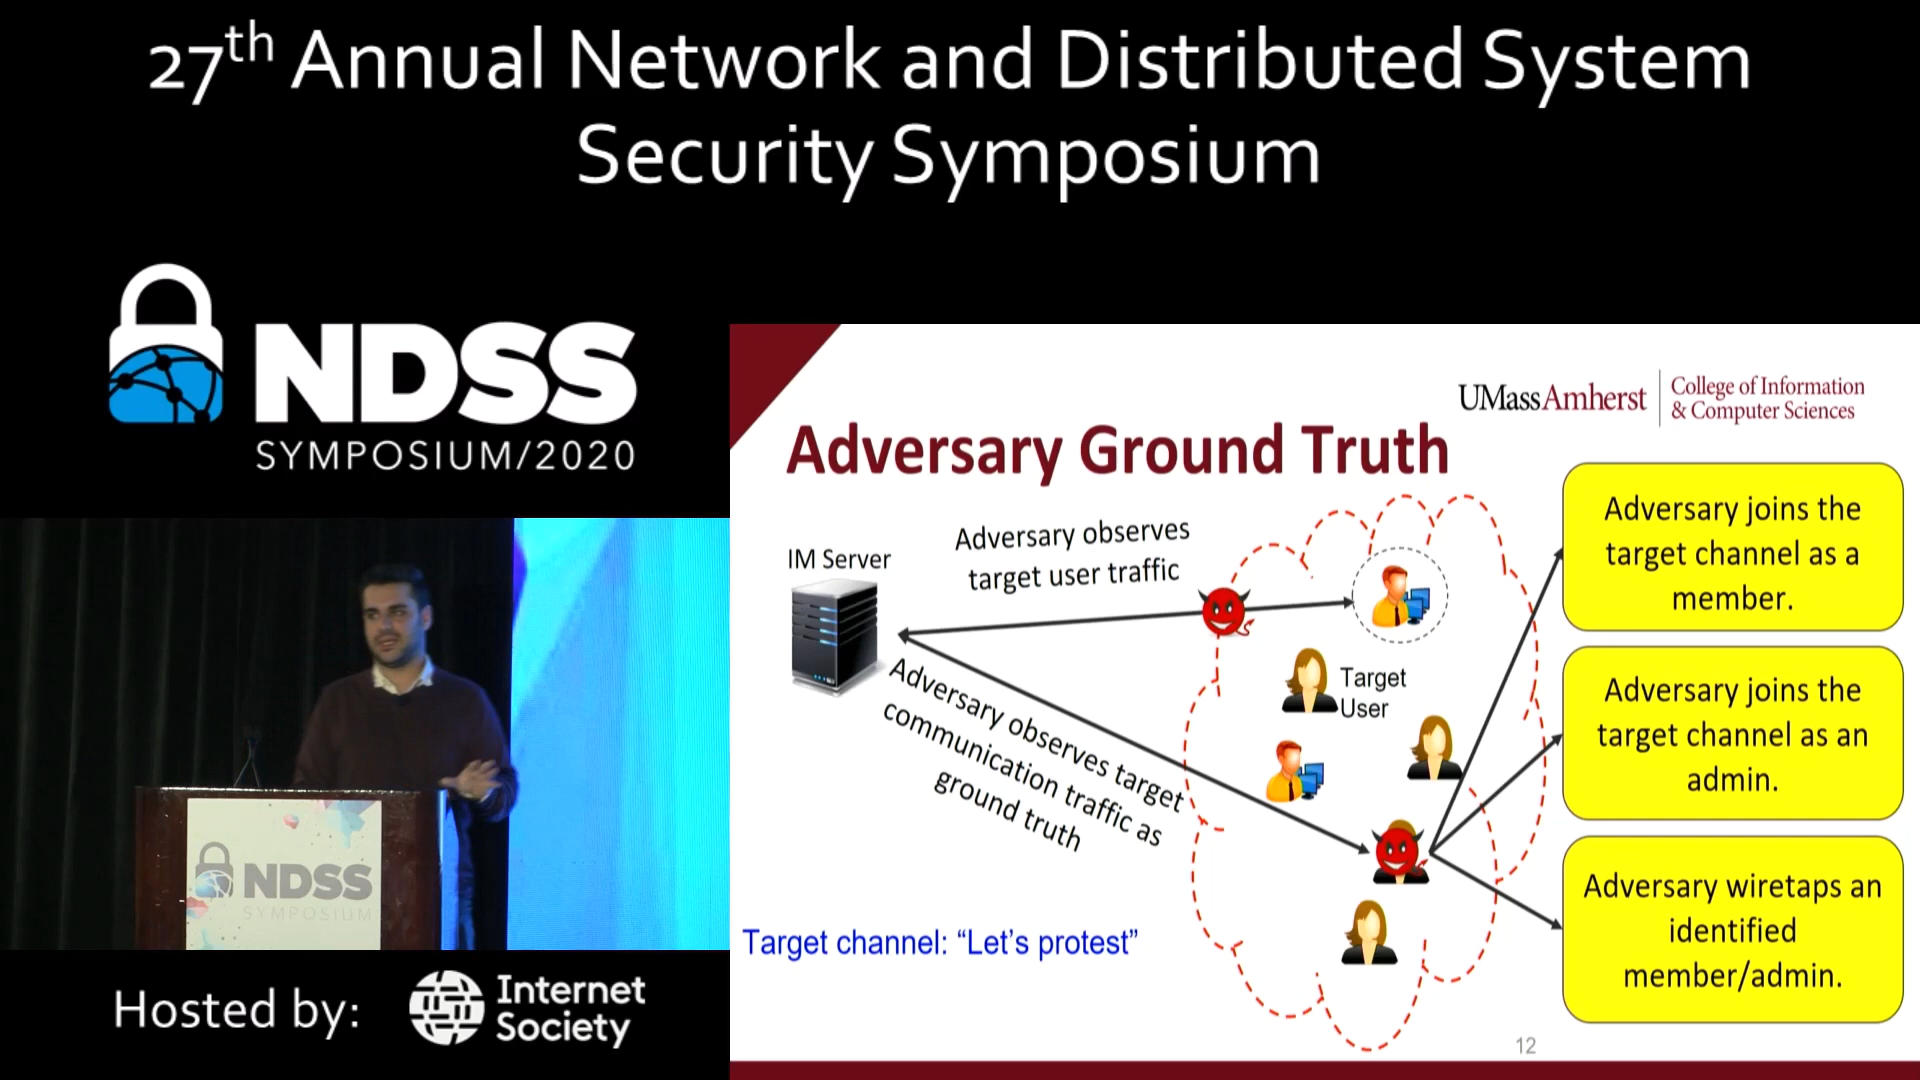 27th Annual Network and Distributed System
Security Symposium
NDSS
SYMPOSIUM/2020
UMassAmherst
College of Information
& Computer Sciences
Adversary Ground Truth
IM Server
Adversary observes
target user traffic
Adversary observes target
communication traffic as
ground truth
Target
User
Adversary joins the
target channel as a
member.
Adversary joins the
target channel as an
admin.
Adversary wiretaps an
identified
member/admin.
Target channel: “Let’s protest”
12
NDSS
SYMPOSIUM
Hosted by:
Internet
Society